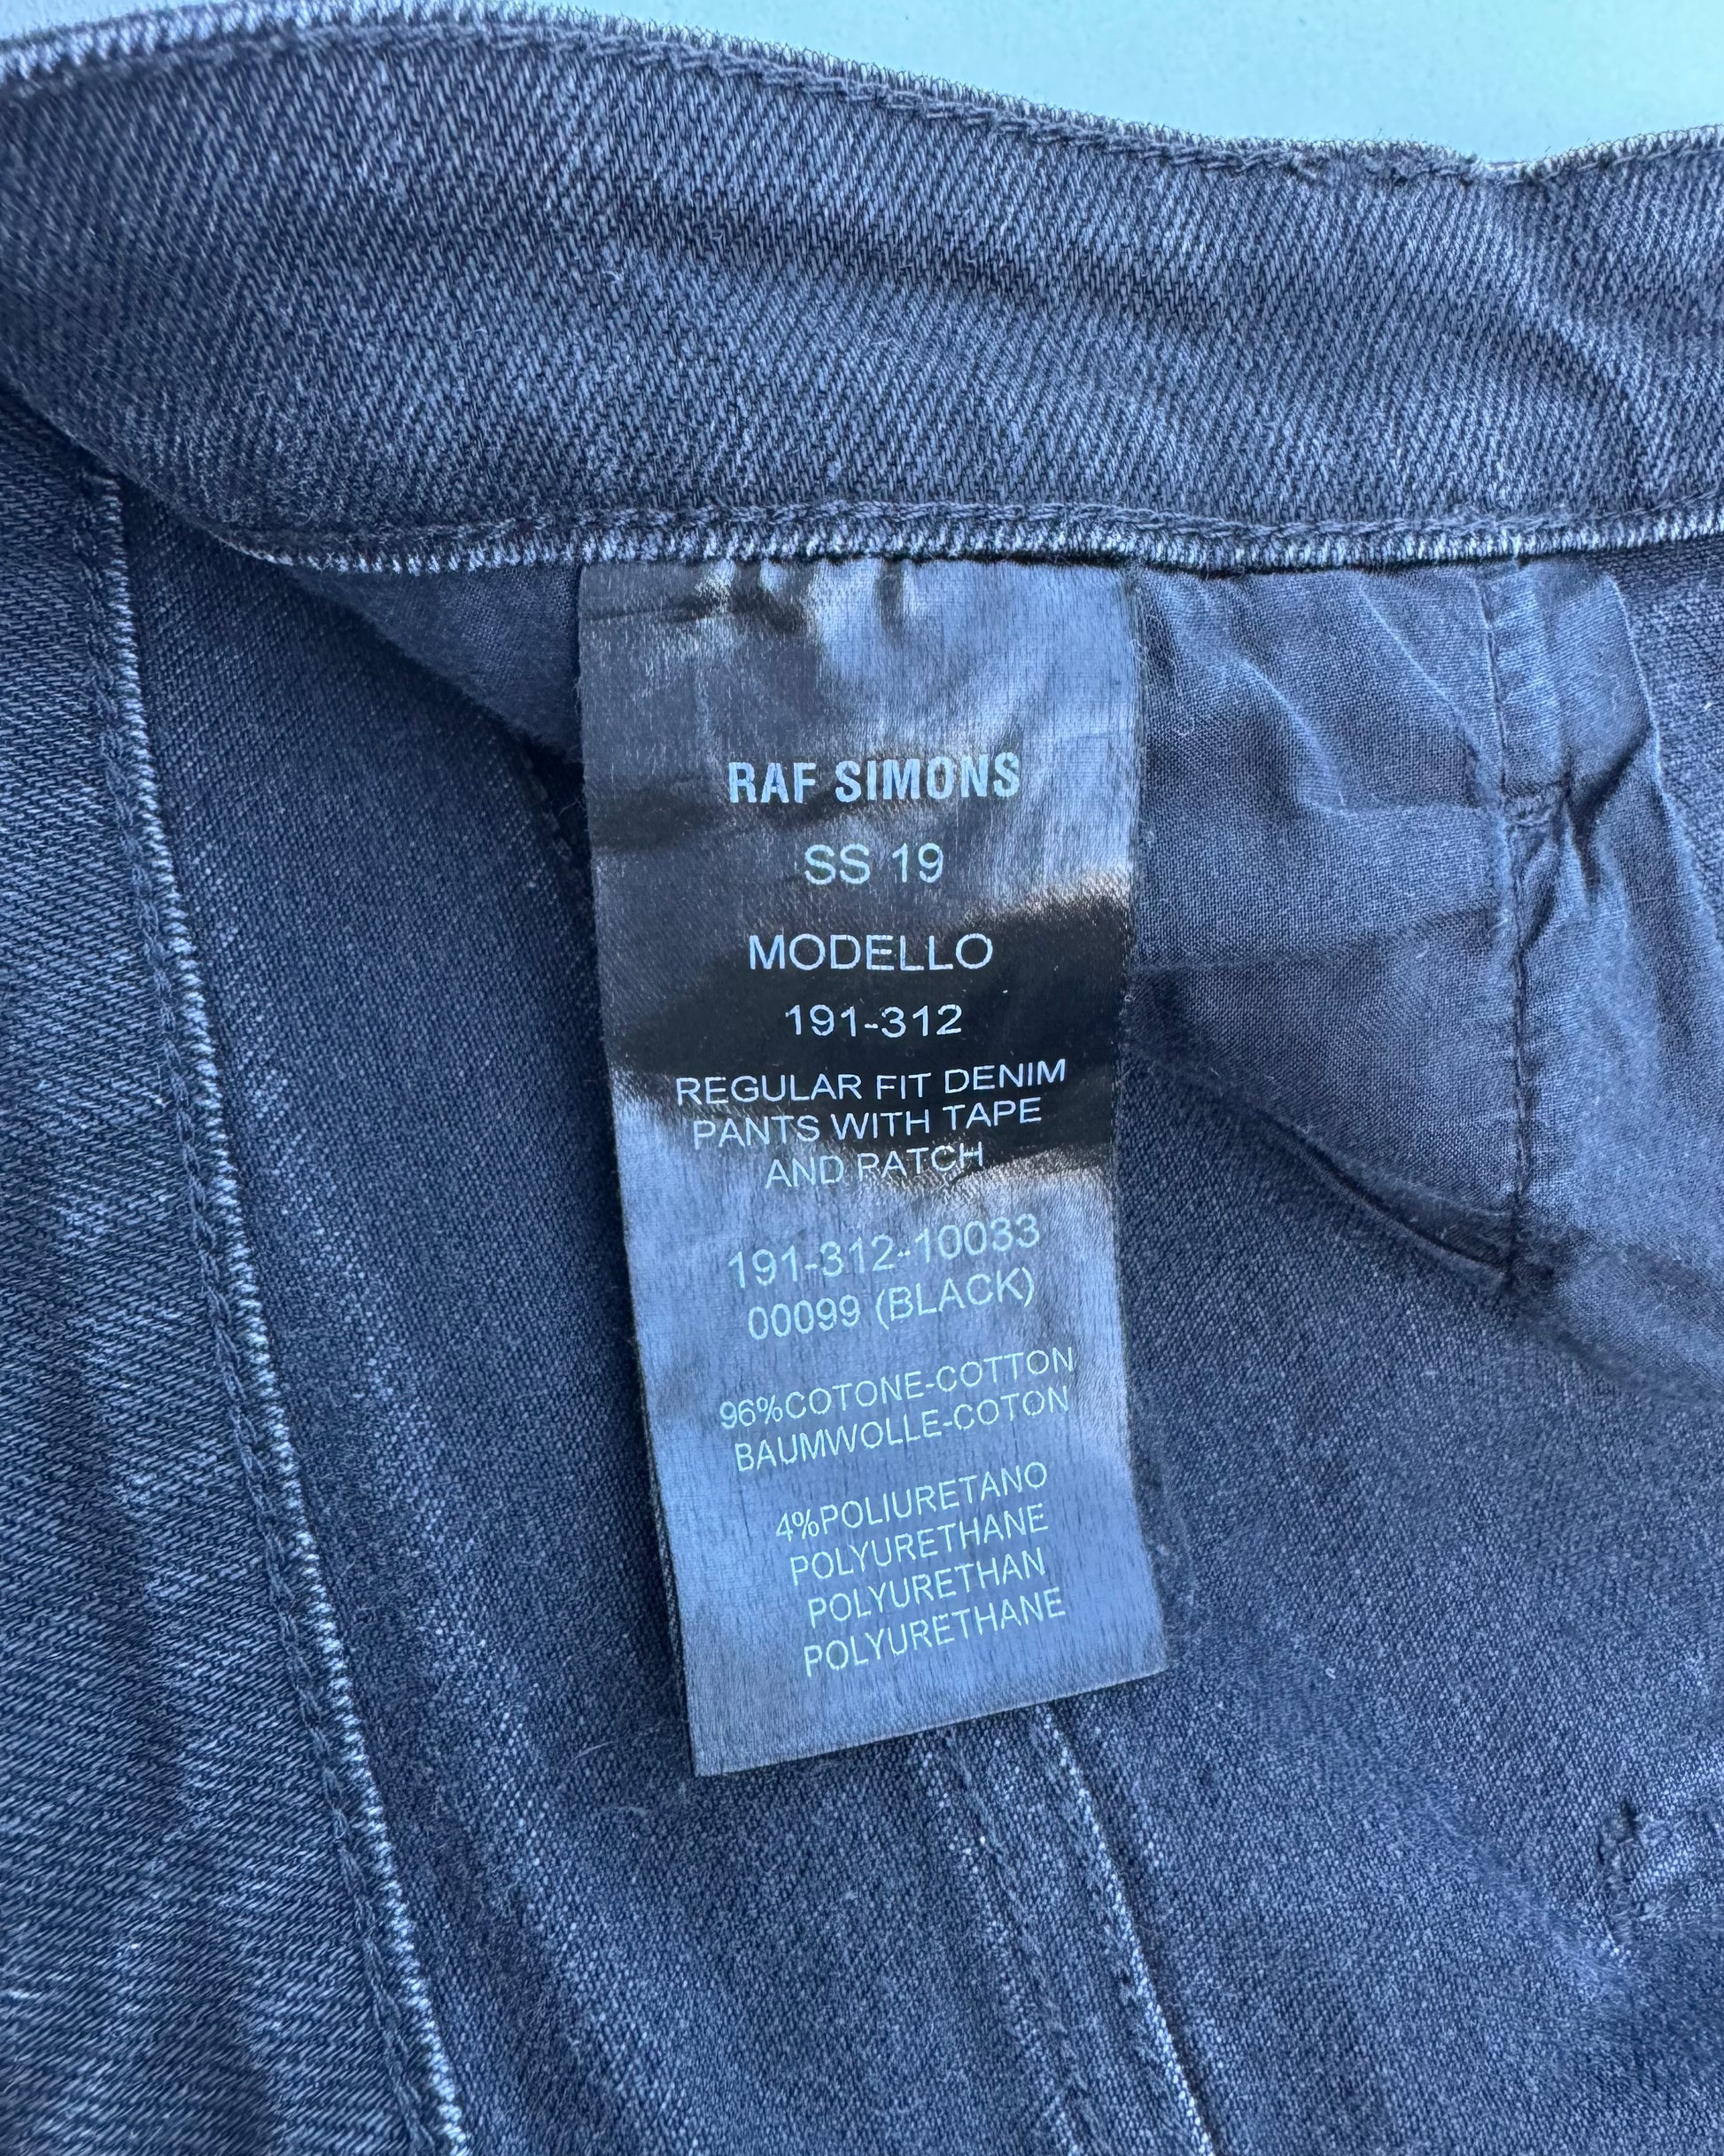 RAF SIMONS
SS 19
MODELLO
191-312
REGULAR FIT DENIM
PANTS WITH TAPE
AND PATCH
191-312-10033
00099 (BLACK)
96%COTONE-COTTON
BAUMWOLLE-COTON
4%POLIURETANO
POLYURETHANE
POLYURETHAN
POLYURETHANE